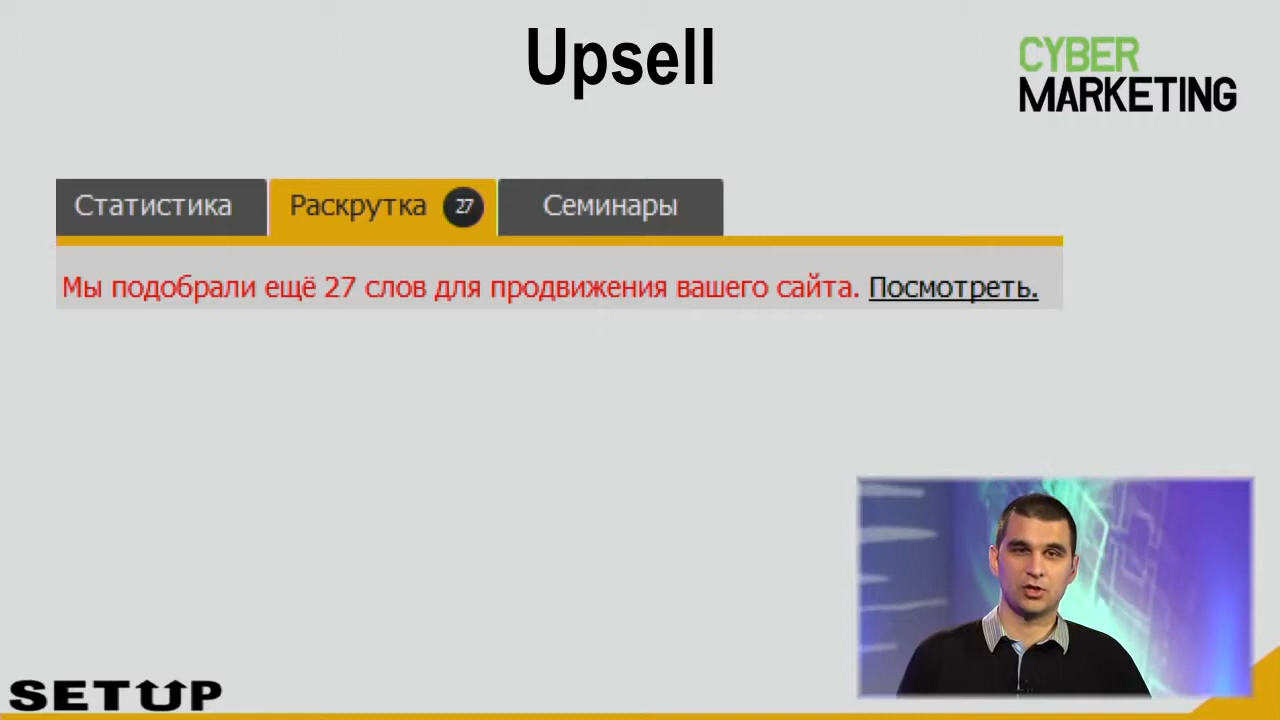 Upsell
CYBER
MARKETING
Статистика
Раскрутка 27
Семинары
Мы подобрали ещё 27 слов для продвижения вашего сайта. Посмотреть.
SETUP